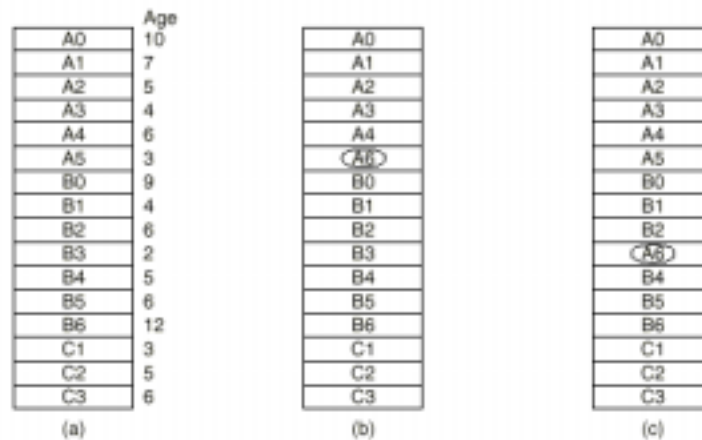 Age
A0 10 A0 A0
A1 7 A1 A1
A2 5 A2 A2
A3 4 A3 A3
A4 6 A4 A4
A5 3 A6 A5
B0 9 B0 B0
B1 4 B1 B1
B2 6 B2 B2
B3 2 B3 A6
B4 5 B4 B4
B5 6 B5 B5
B6 12 B6 B6
C1 3 C1 C1
C2 5 C2 C2
C3 6 C3 C3
(a) (b) (c)